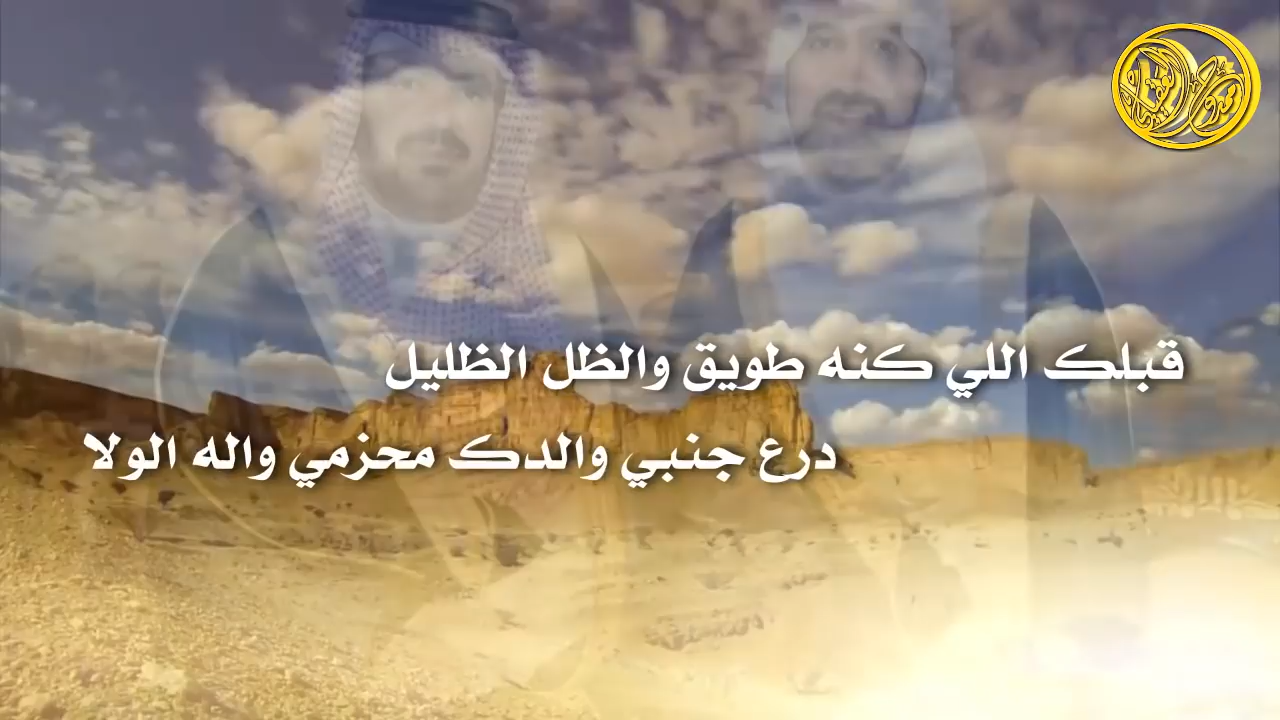 قبلك اللي كنه طويق والظل الظليل
درع جنبي والدك محزمي واله الولا